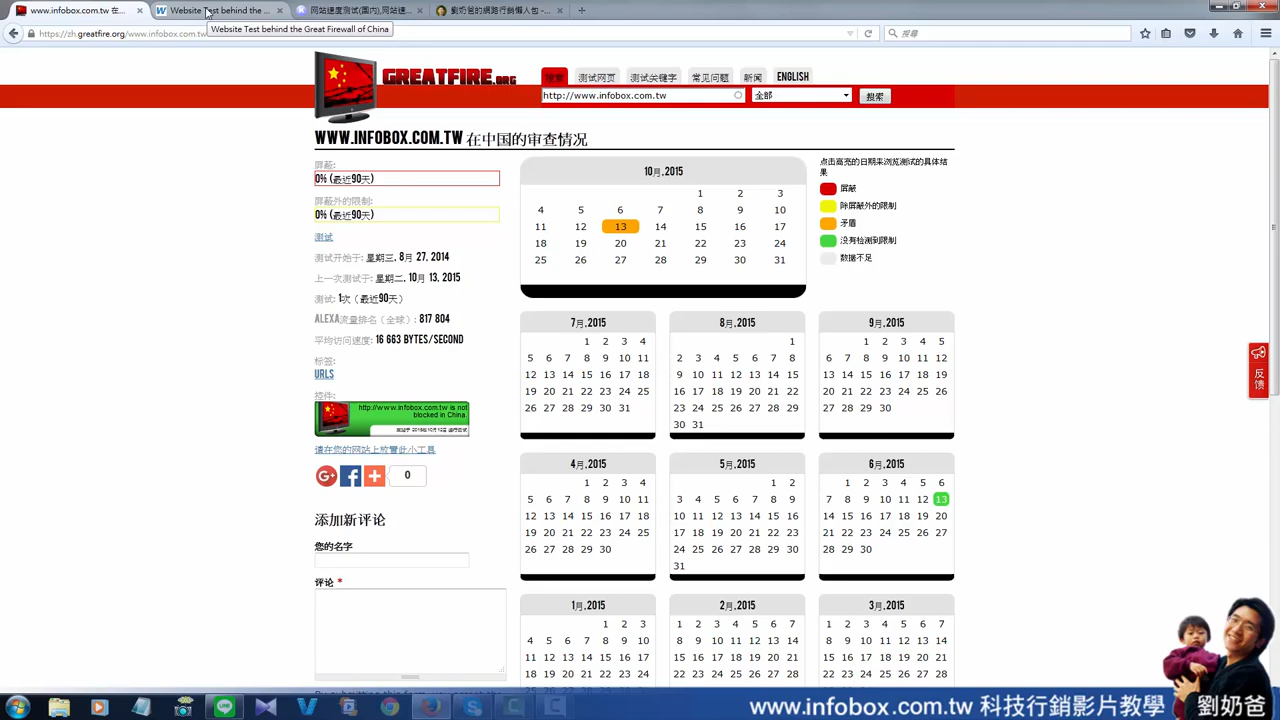 www.infobox.com.tw 在...
Website Test behind the ...
网站速度测试(国内),网站速...
劉奶爸的網路行銷懶人包 - ...
Website Test behind the Great Firewall of China
https://zh.greatfire.org/www.infobox.com.tw
搜尋
GREATFIRE.ORG
搜索
测试网页
测试关键字
常见问题
新闻
ENGLISH
http://www.infobox.com.tw
全部
搜索
WWW.INFOBOX.COM.TW 在中国的审查情况
屏蔽:
0% (最近90天)
屏蔽外的限制:
0% (最近90天)
测试
测试开始于: 星期三, 8月 27, 2014
上一次测试于: 星期二, 10月 13, 2015
测试: 1次 (最近90天)
ALEXA流量排名 (全球) : 817 804
平均访问速度: 16 663 BYTES/SECOND
标签:
URLS
控件:
http://www.infobox.com.tw is not
blocked in China.
请在您的网站上放置此小工具
0
添加新评论
您的名字
评论 *
10月,2015
1 2 3
4 5 6 7 8 9 10
11 12 13 14 15 16 17
18 19 20 21 22 23 24
25 26 27 28 29 30 31
点击高亮的日期来浏览测试的具体结
果
屏蔽
除屏蔽外的限制
矛盾
没有检测到限制
数据不足
7月,2015
1 2 3 4
5 6 7 8 9 10 11
12 13 14 15 16 17 18
19 20 21 22 23 24 25
26 27 28 29 30 31
8月,2015
1
2 3 4 5 6 7 8
9 10 11 12 13 14 15
16 17 18 19 20 21 22
23 24 25 26 27 28 29
30 31
9月,2015
1 2 3 4 5
6 7 8 9 10 11 12
13 14 15 16 17 18 19
20 21 22 23 24 25 26
27 28 29 30
4月,2015
1 2 3 4
5 6 7 8 9 10 11
12 13 14 15 16 17 18
19 20 21 22 23 24 25
26 27 28 29 30
5月,2015
1 2
3 4 5 6 7 8 9
10 11 12 13 14 15 16
17 18 19 20 21 22 23
24 25 26 27 28 29 30
31
6月,2015
1 2 3 4 5 6
7 8 9 10 11 12 13
14 15 16 17 18 19 20
21 22 23 24 25 26 27
28 29 30
1月,2015
1 2 3
4 5 6 7 8 9 10
11 12 13 14 15 16 17
18 19 20 21 22 23 24
2月,2015
1 2 3 4 5 6 7
8 9 10 11 12 13 14
15 16 17 18 19 20 21
22 23 24 25 26 27 28
3月,2015
1 2 3 4 5 6 7
8 9 10 11 12 13 14
15 16 17 18 19 20 21
22 23 24 25 26 27 28
反馈
www.infobox.com.tw 科技行銷影片教學
劉奶爸